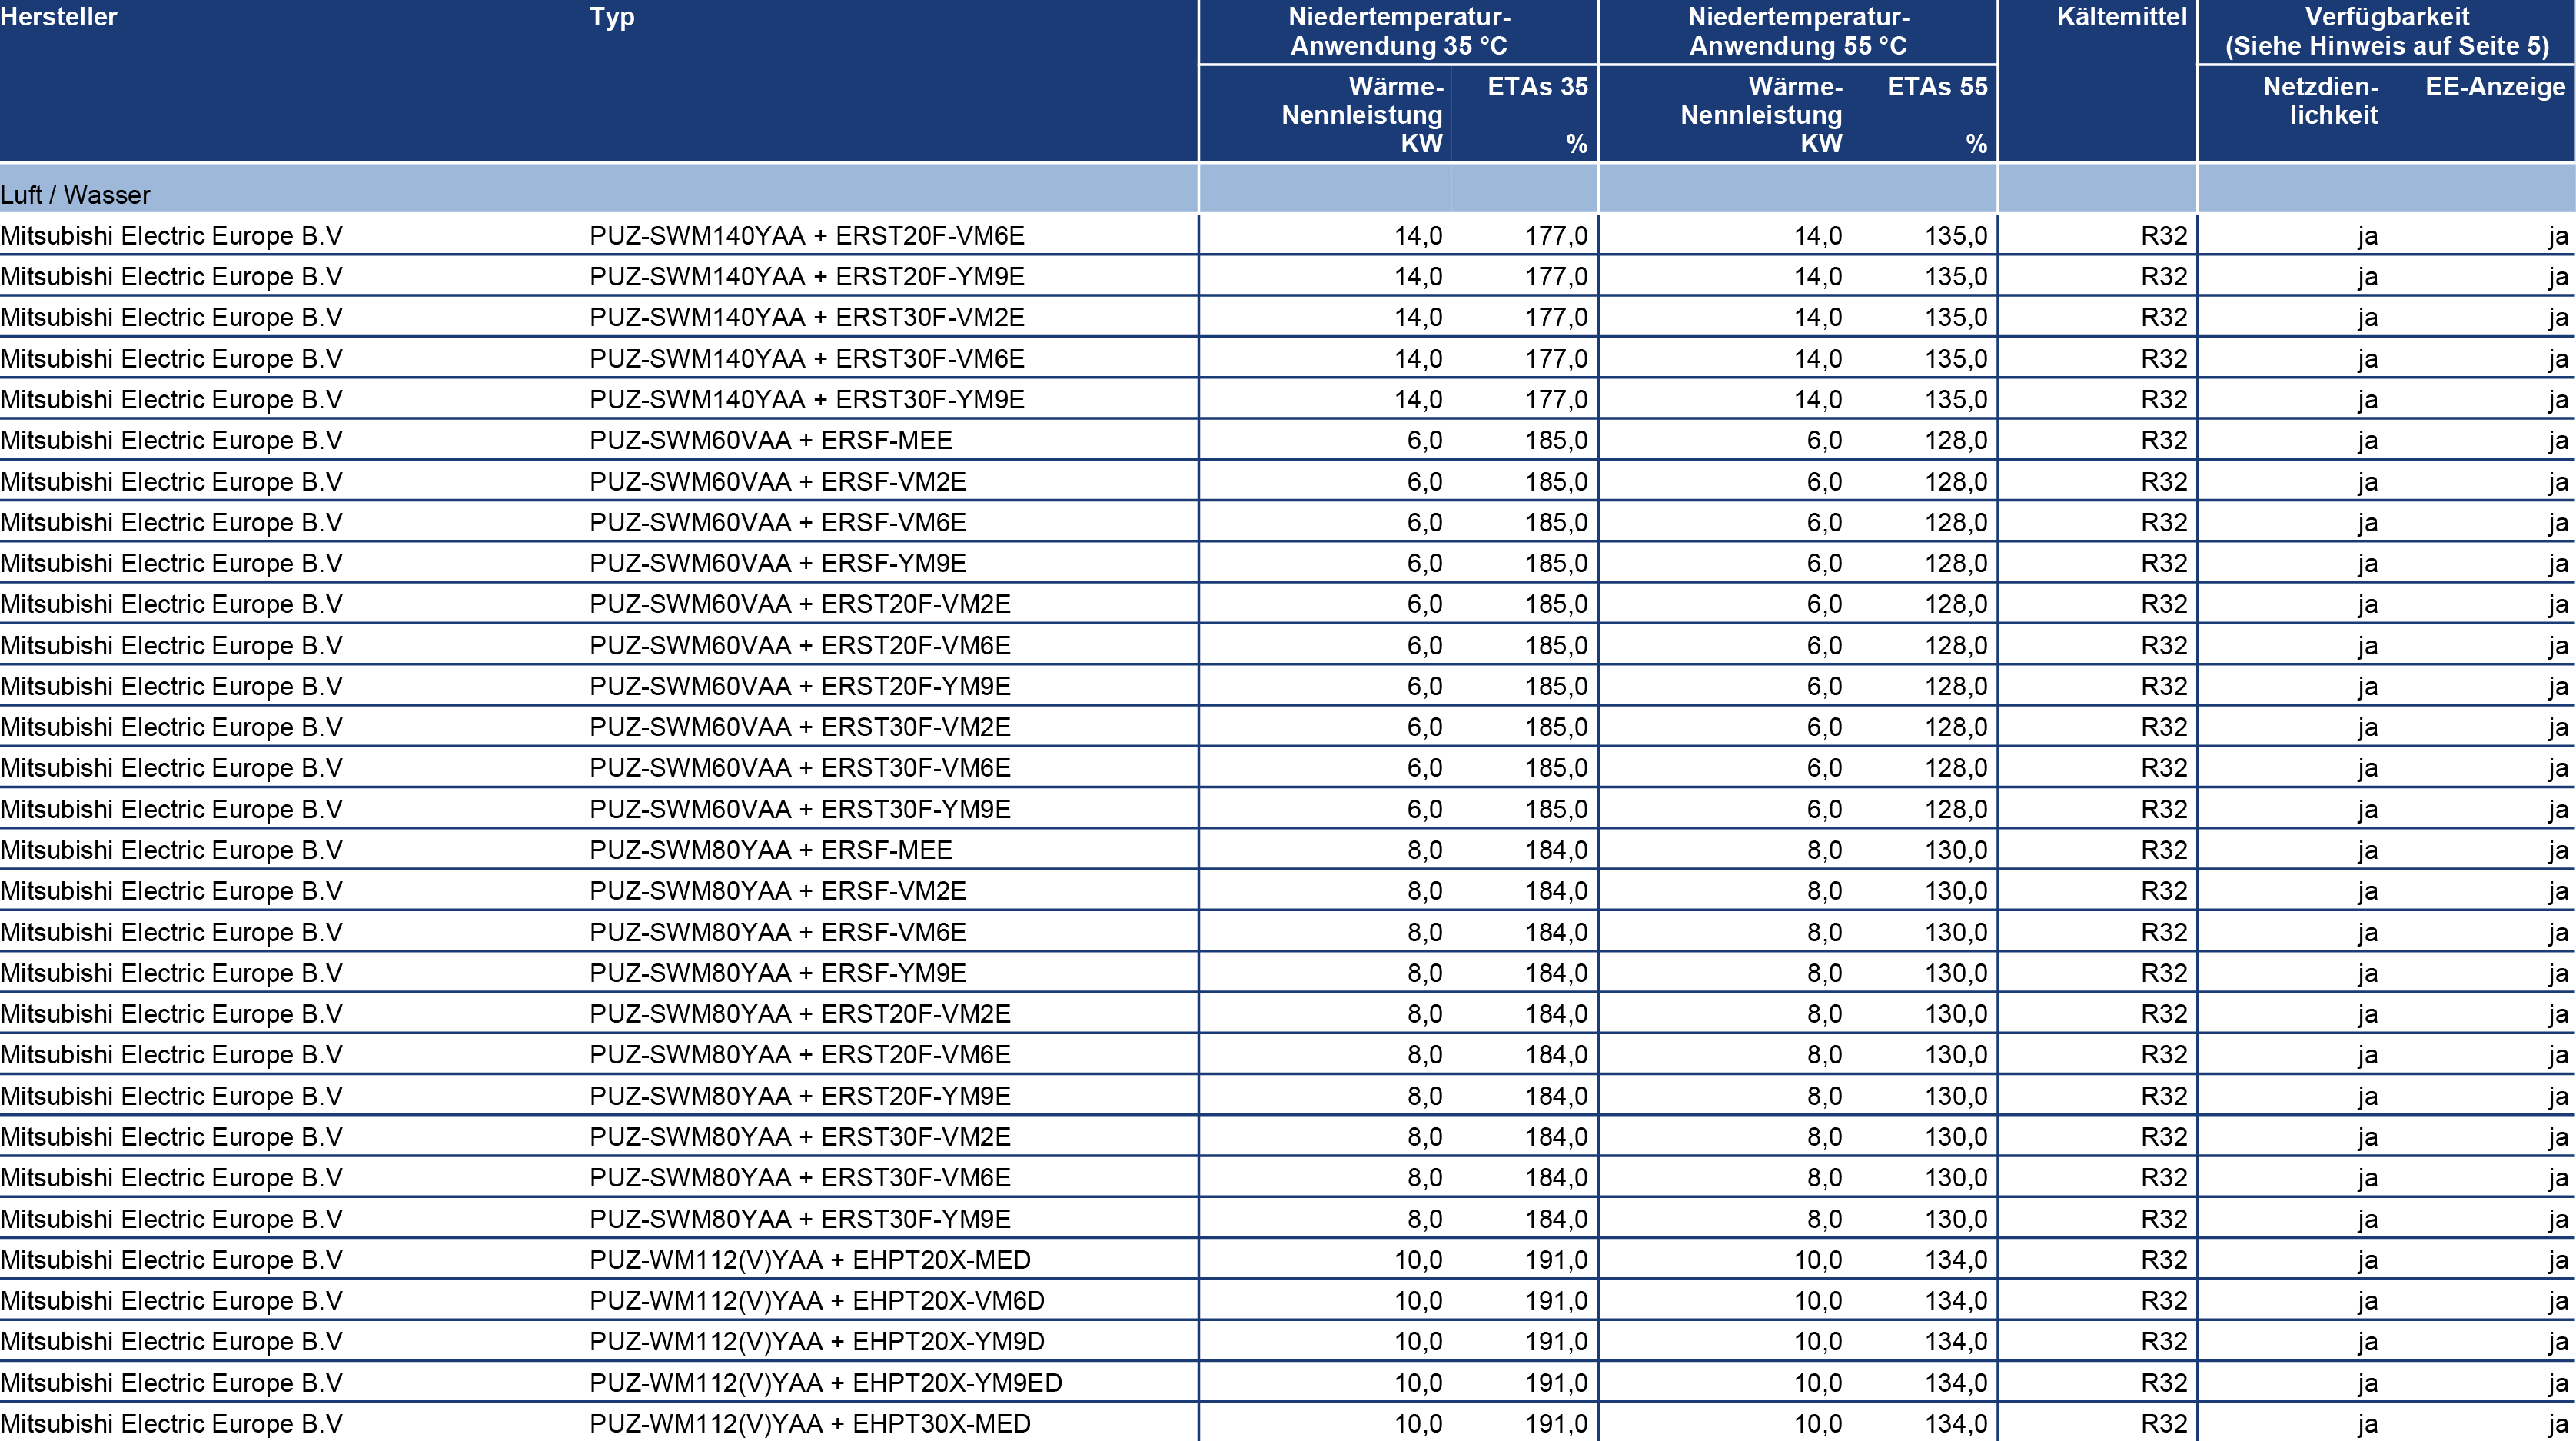 Hersteller Typ Niedertemperatur- Niedertemperatur- Kältemittel Verfügbarkeit
Anwendung 35 °C Anwendung 55 °C (Siehe Hinweis auf Seite 5)
Wärme- ETAs 35 Wärme- ETAs 55 Netzdien- EE-Anzeige
Nennleistung Nennleistung lichkeit
KW % KW %
Luft / Wasser
Mitsubishi Electric Europe B.V PUZ-SWM140YAA + ERST20F-VM6E 14,0 177,0 14,0 135,0 R32 ja ja
Mitsubishi Electric Europe B.V PUZ-SWM140YAA + ERST20F-YM9E 14,0 177,0 14,0 135,0 R32 ja ja
Mitsubishi Electric Europe B.V PUZ-SWM140YAA + ERST30F-VM2E 14,0 177,0 14,0 135,0 R32 ja ja
Mitsubishi Electric Europe B.V PUZ-SWM140YAA + ERST30F-VM6E 14,0 177,0 14,0 135,0 R32 ja ja
Mitsubishi Electric Europe B.V PUZ-SWM140YAA + ERST30F-YM9E 14,0 177,0 14,0 135,0 R32 ja ja
Mitsubishi Electric Europe B.V PUZ-SWM60VAA + ERSF-MEE 6,0 185,0 6,0 128,0 R32 ja ja
Mitsubishi Electric Europe B.V PUZ-SWM60VAA + ERSF-VM2E 6,0 185,0 6,0 128,0 R32 ja ja
Mitsubishi Electric Europe B.V PUZ-SWM60VAA + ERSF-VM6E 6,0 185,0 6,0 128,0 R32 ja ja
Mitsubishi Electric Europe B.V PUZ-SWM60VAA + ERSF-YM9E 6,0 185,0 6,0 128,0 R32 ja ja
Mitsubishi Electric Europe B.V PUZ-SWM60VAA + ERST20F-VM2E 6,0 185,0 6,0 128,0 R32 ja ja
Mitsubishi Electric Europe B.V PUZ-SWM60VAA + ERST20F-VM6E 6,0 185,0 6,0 128,0 R32 ja ja
Mitsubishi Electric Europe B.V PUZ-SWM60VAA + ERST20F-YM9E 6,0 185,0 6,0 128,0 R32 ja ja
Mitsubishi Electric Europe B.V PUZ-SWM60VAA + ERST30F-VM2E 6,0 185,0 6,0 128,0 R32 ja ja
Mitsubishi Electric Europe B.V PUZ-SWM60VAA + ERST30F-VM6E 6,0 185,0 6,0 128,0 R32 ja ja
Mitsubishi Electric Europe B.V PUZ-SWM60VAA + ERST30F-YM9E 6,0 185,0 6,0 128,0 R32 ja ja
Mitsubishi Electric Europe B.V PUZ-SWM80YAA + ERSF-MEE 8,0 184,0 8,0 130,0 R32 ja ja
Mitsubishi Electric Europe B.V PUZ-SWM80YAA + ERSF-VM2E 8,0 184,0 8,0 130,0 R32 ja ja
Mitsubishi Electric Europe B.V PUZ-SWM80YAA + ERSF-VM6E 8,0 184,0 8,0 130,0 R32 ja ja
Mitsubishi Electric Europe B.V PUZ-SWM80YAA + ERSF-YM9E 8,0 184,0 8,0 130,0 R32 ja ja
Mitsubishi Electric Europe B.V PUZ-SWM80YAA + ERST20F-VM2E 8,0 184,0 8,0 130,0 R32 ja ja
Mitsubishi Electric Europe B.V PUZ-SWM80YAA + ERST20F-VM6E 8,0 184,0 8,0 130,0 R32 ja ja
Mitsubishi Electric Europe B.V PUZ-SWM80YAA + ERST20F-YM9E 8,0 184,0 8,0 130,0 R32 ja ja
Mitsubishi Electric Europe B.V PUZ-SWM80YAA + ERST30F-VM2E 8,0 184,0 8,0 130,0 R32 ja ja
Mitsubishi Electric Europe B.V PUZ-SWM80YAA + ERST30F-VM6E 8,0 184,0 8,0 130,0 R32 ja ja
Mitsubishi Electric Europe B.V PUZ-SWM80YAA + ERST30F-YM9E 8,0 184,0 8,0 130,0 R32 ja ja
Mitsubishi Electric Europe B.V PUZ-WM112(V)YAA + EHPT20X-MED 10,0 191,0 10,0 134,0 R32 ja ja
Mitsubishi Electric Europe B.V PUZ-WM112(V)YAA + EHPT20X-VM6D 10,0 191,0 10,0 134,0 R32 ja ja
Mitsubishi Electric Europe B.V PUZ-WM112(V)YAA + EHPT20X-YM9D 10,0 191,0 10,0 134,0 R32 ja ja
Mitsubishi Electric Europe B.V PUZ-WM112(V)YAA + EHPT20X-YM9ED 10,0 191,0 10,0 134,0 R32 ja ja
Mitsubishi Electric Europe B.V PUZ-WM112(V)YAA + EHPT30X-MED 10,0 191,0 10,0 134,0 R32 ja ja